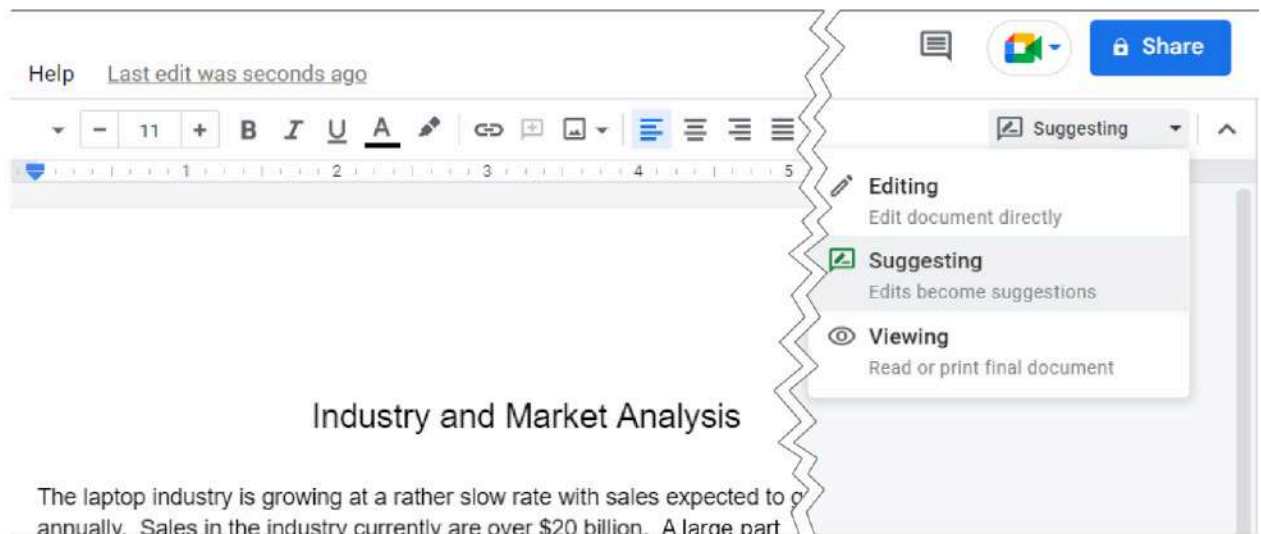 Share
Help Last edit was seconds ago
11 B I U A Suggesting
1 2 3 4 5
Editing
Edit document directly
Suggesting
Edits become suggestions
Viewing
Read or print final document
Industry and Market Analysis
The laptop industry is growing at a rather slow rate with sales expected to
annually. Sales in the industry currently are over $20 billion. A large part